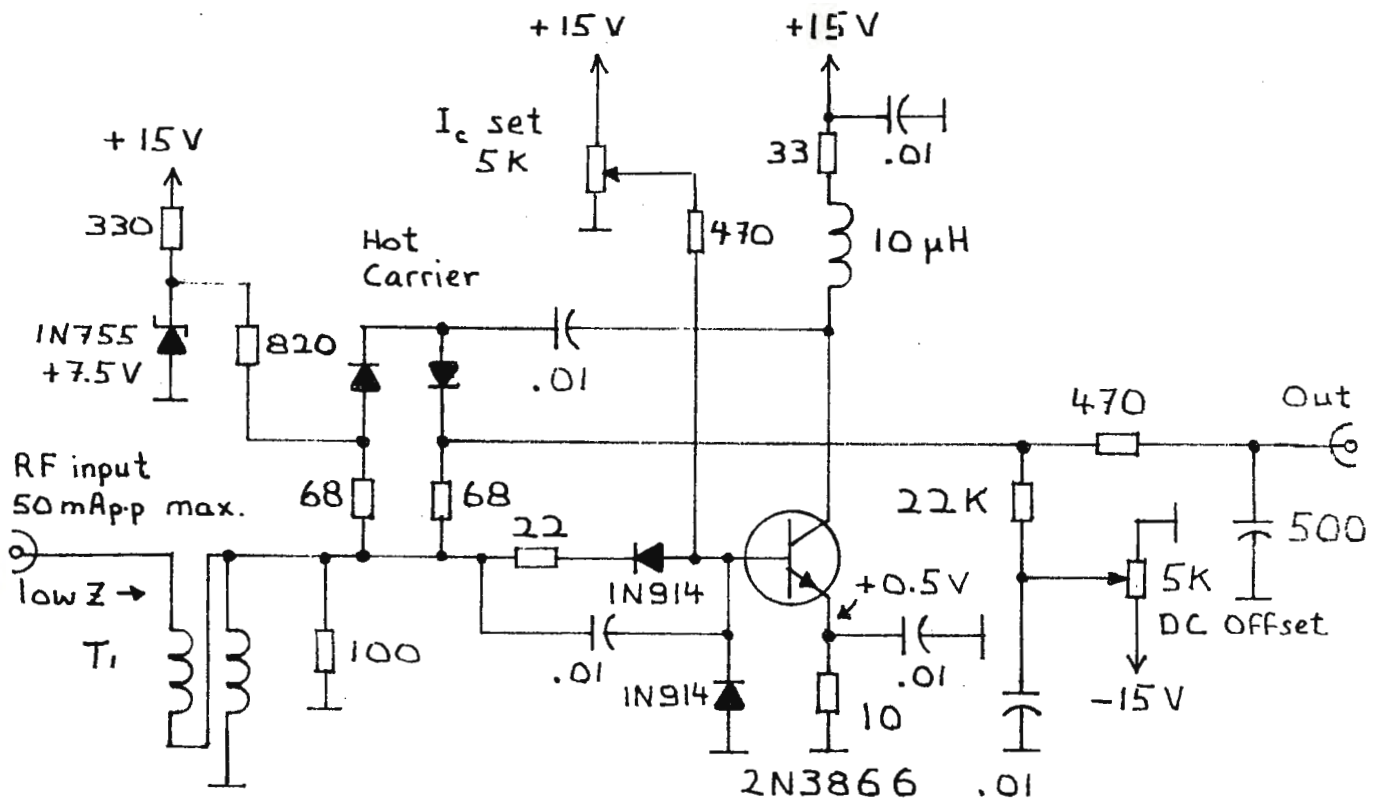 +15V
+15V
Ic set
5K
33
.01
+15V
330
470
10 µH
Hot
Carrier
1N755
+7.5V
820
.01
470
Out
RF input
50mAp.p max.
68
68
22K
22
500
low Z →
1N914
+0.5V
5K
DC Offset
T1
100
.01
1N914
.01
10
-15V
2N3866
.01